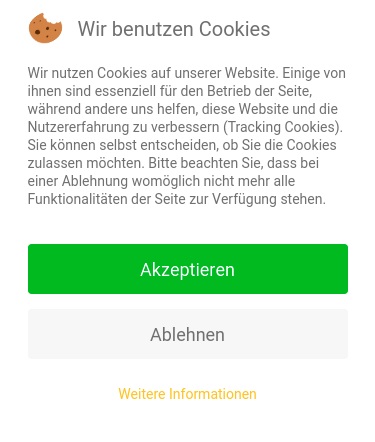 Wir benutzen Cookies
Wir nutzen Cookies auf unserer Website. Einige von
ihnen sind essenziell für den Betrieb der Seite,
während andere uns helfen, diese Website und die
Nutzererfahrung zu verbessern (Tracking Cookies).
Sie können selbst entscheiden, ob Sie die Cookies
zulassen möchten. Bitte beachten Sie, dass bei
einer Ablehnung womöglich nicht mehr alle
Funktionalitäten der Seite zur Verfügung stehen.
Akzeptieren
Ablehnen
Weitere Informationen